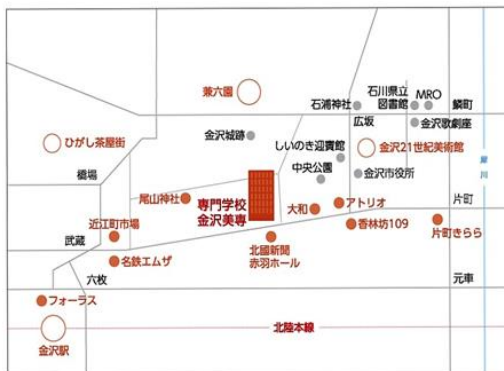 兼六園
石浦神社
石川県立
図書館
MRO
鱗町
広坂
金沢歌劇座
ひがし茶屋街
金沢城跡
しいのき迎賓館
金沢21世紀美術館
橋場
中央公園
金沢市役所
犀川
尾山神社
専門学校
金沢美専
大和
アトリオ
片町
近江町市場
香林坊109
片町きらら
武蔵
北國新聞
赤羽ホール
名鉄エムザ
六枚
元車
フォーラス
北陸本線
金沢駅